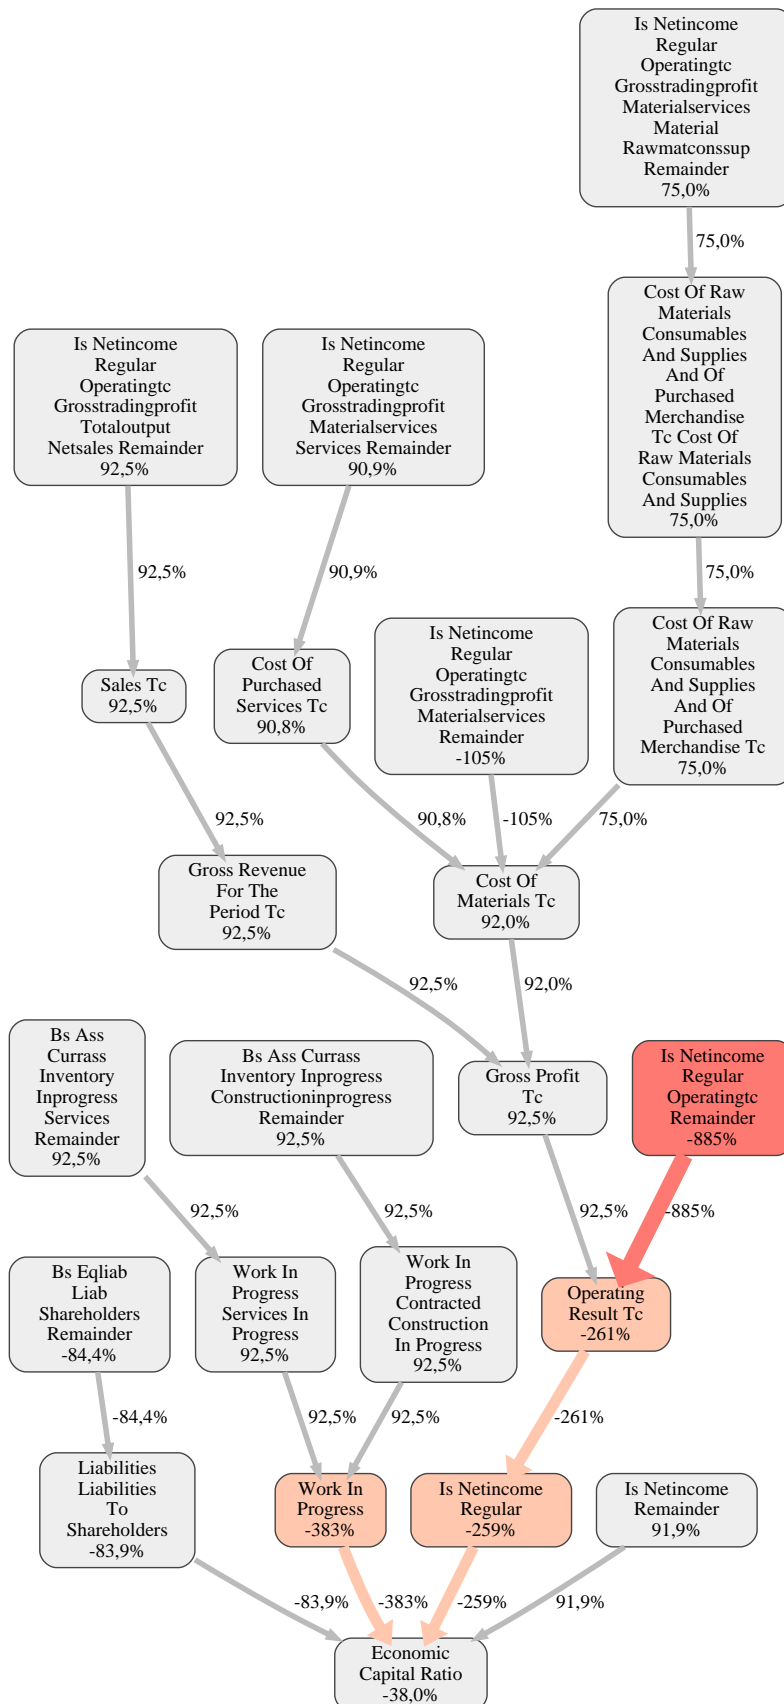 Is Netincome
Regular
Operatingtc
Grosstradingprofit
Materialservices
Material
Rawmatconssup
Remainder
75,0%
75,0%
Cost Of Raw
Materials
Consumables
And Supplies
And Of
Purchased
Merchandise
Tc Cost Of
Raw Materials
Consumables
And Supplies
75,0%
Is Netincome
Regular
Operatingtc
Grosstradingprofit
Totaloutput
Netsales Remainder
92,5%
Is Netincome
Regular
Operatingtc
Grosstradingprofit
Materialservices
Services Remainder
90,9%
92,5%
90,9%
75,0%
Sales Tc
92,5%
Cost Of
Purchased
Services Tc
90,8%
Is Netincome
Regular
Operatingtc
Grosstradingprofit
Materialservices
Remainder
-105%
Cost Of Raw
Materials
Consumables
And Supplies
And Of
Purchased
Merchandise Tc
75,0%
92,5%
90,8%
-105%
75,0%
Gross Revenue
For The
Period Tc
92,5%
Cost Of
Materials Tc
92,0%
92,5%
92,0%
Bs Ass
Currass
Inventory
Inprogress
Services
Remainder
92,5%
Bs Ass Currass
Inventory Inprogress
Constructioninprogress
Remainder
92,5%
Gross Profit
Tc
92,5%
Is Netincome
Regular
Operatingtc
Remainder
-885%
92,5%
92,5%
92,5%
-885%
Bs Eqliab
Liab
Shareholders
Remainder
-84,4%
Work In
Progress
Services In
Progress
92,5%
Work In
Progress
Contracted
Construction
In Progress
92,5%
Operating
Result Tc
-261%
-84,4%
92,5%
92,5%
-261%
Liabilities
Liabilities
To
Shareholders
-83,9%
Work In
Progress
-383%
Is Netincome
Regular
-259%
Is Netincome
Remainder
91,9%
-83,9%
-383%
-259%
91,9%
Economic
Capital Ratio
-38,0%